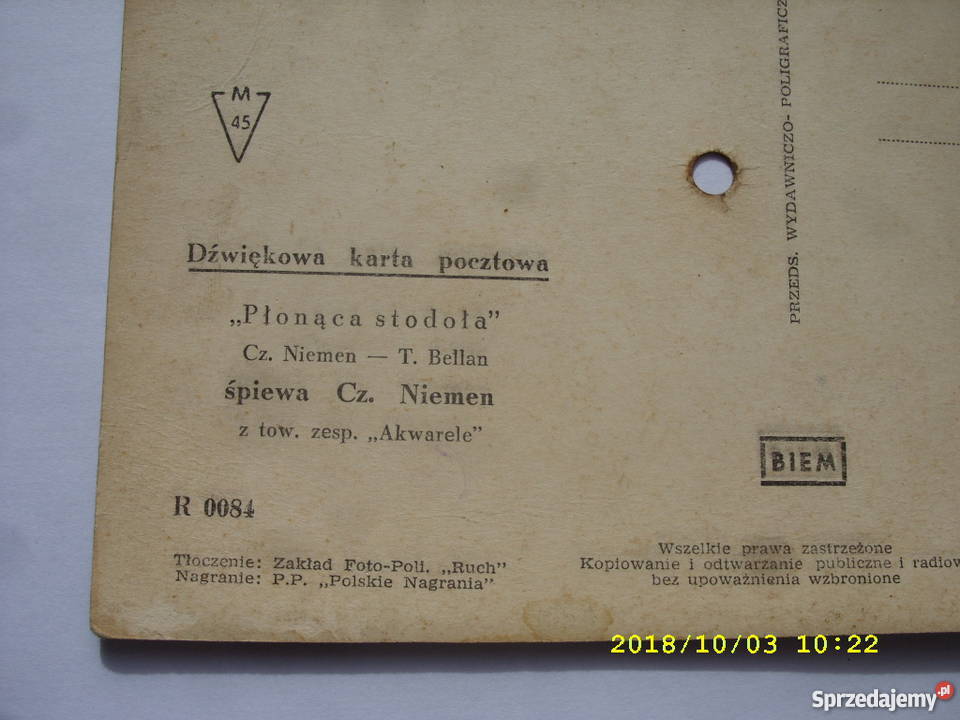 M
45
Dźwiękowa karta pocztowa
„Płonąca stodoła”
Cz. Niemen — T. Bellan
śpiewa Cz. Niemen
z tow. zesp. „Akwarele”
R 0084
Tłoczenie: Zakład Foto-Poli. „Ruch”
Nagranie: P.P. „Polskie Nagrania”
PRZEDS. WYDAWNICZO- POLIGRAFICZ
BIEM
Wszelkie prawa zastrzeżone
Kopiowanie i odtwarzanie publiczne i radiow
bez upoważnienia wzbronione
2018/10/03 10:22
Sprzedajemy.pl